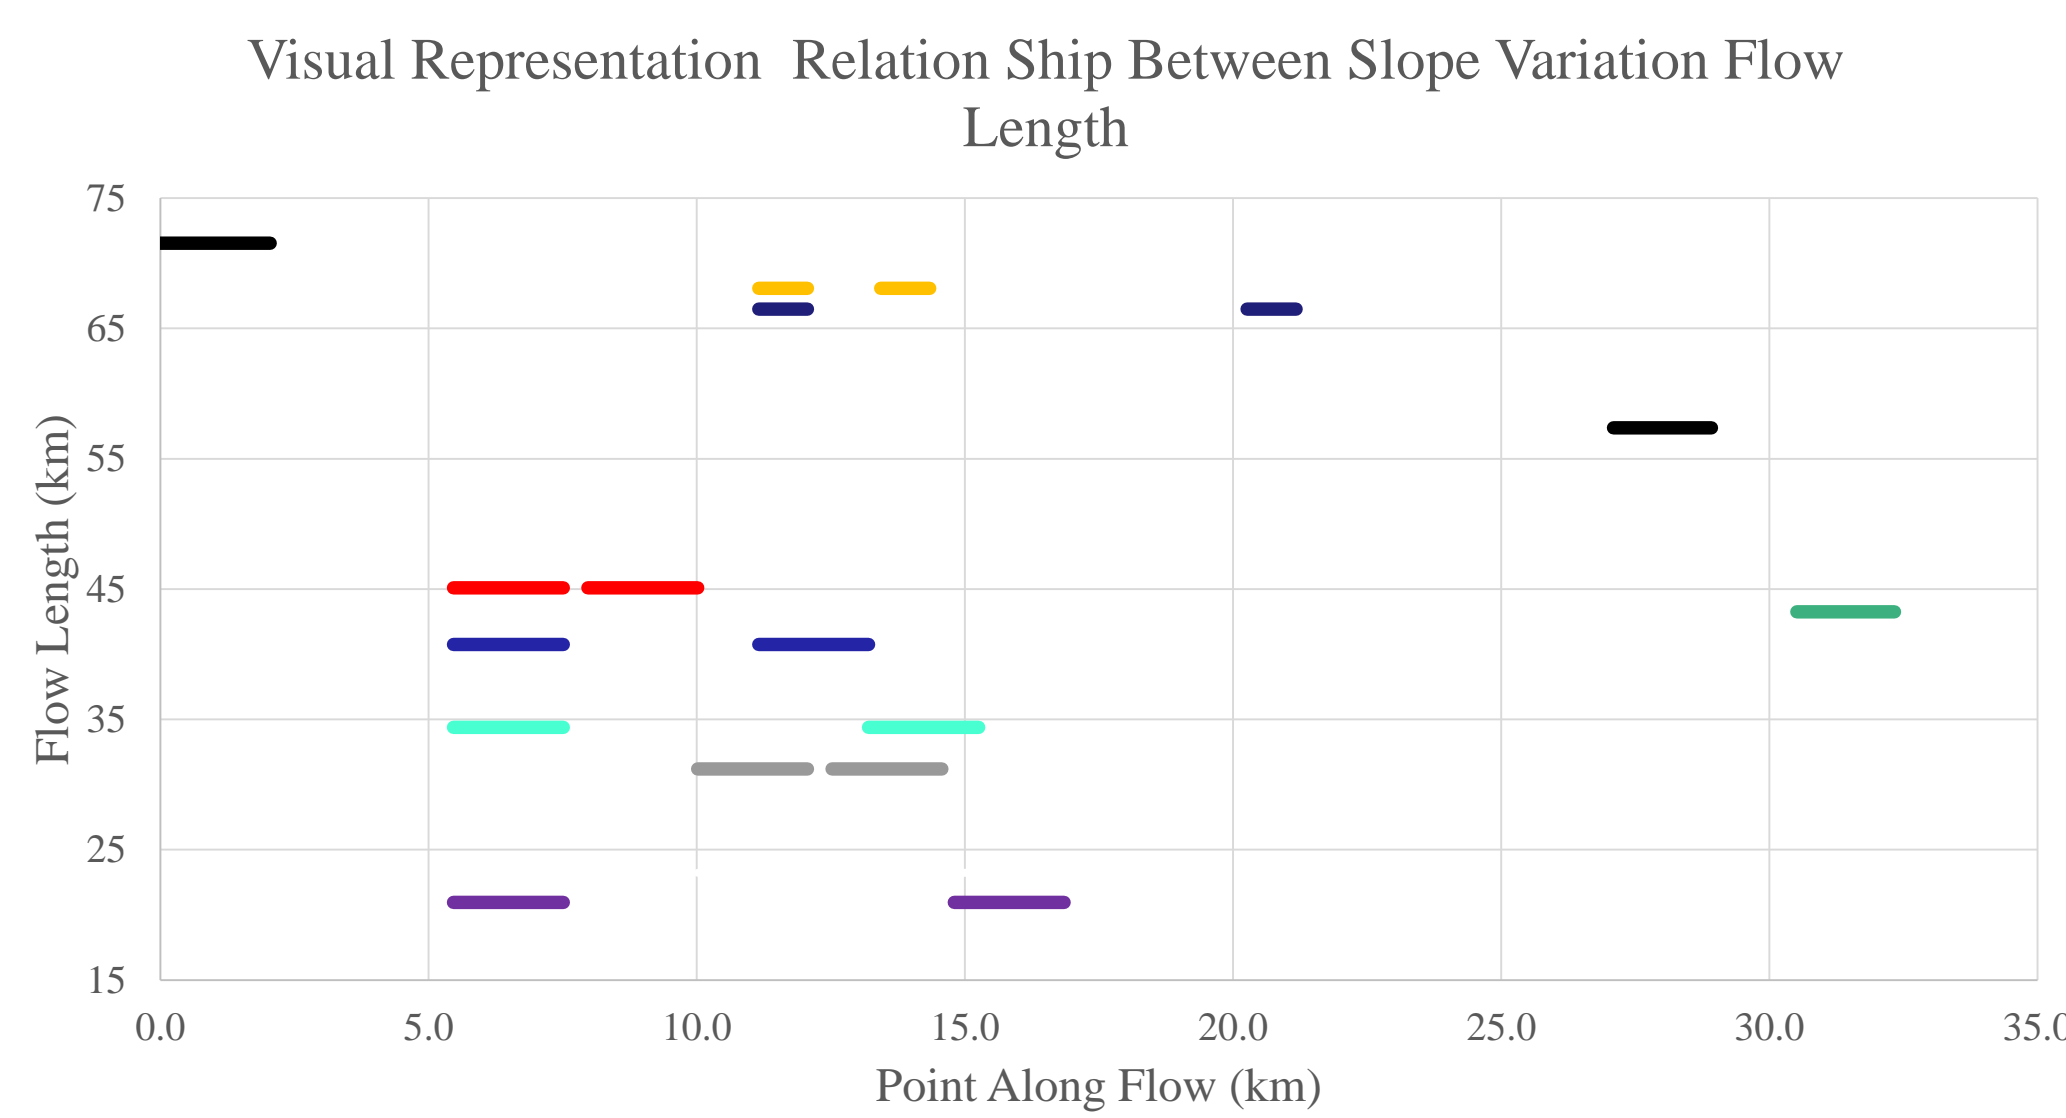 Visual Representation  Relation Ship Between Slope Variation Flow
Length
75
65
55
45
35
25
15
Flow Length (km)
0.0 5.0 10.0 15.0 20.0 25.0 30.0 35.0
Point Along Flow (km)